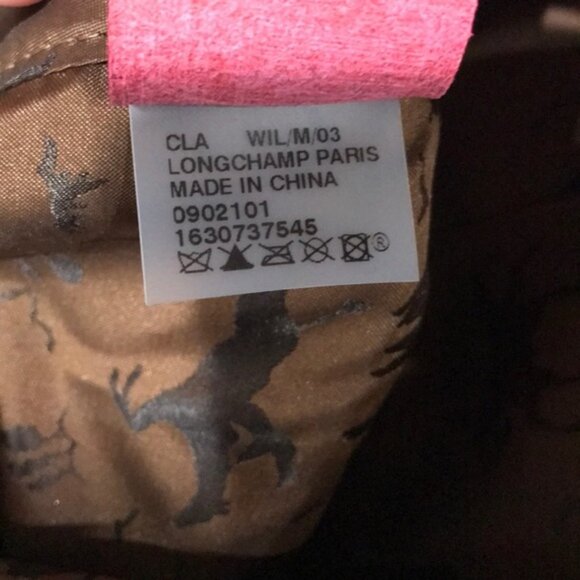 CLA WIL/M/03
LONGCHAMP PARIS
MADE IN CHINA
0902101
1630737545
®